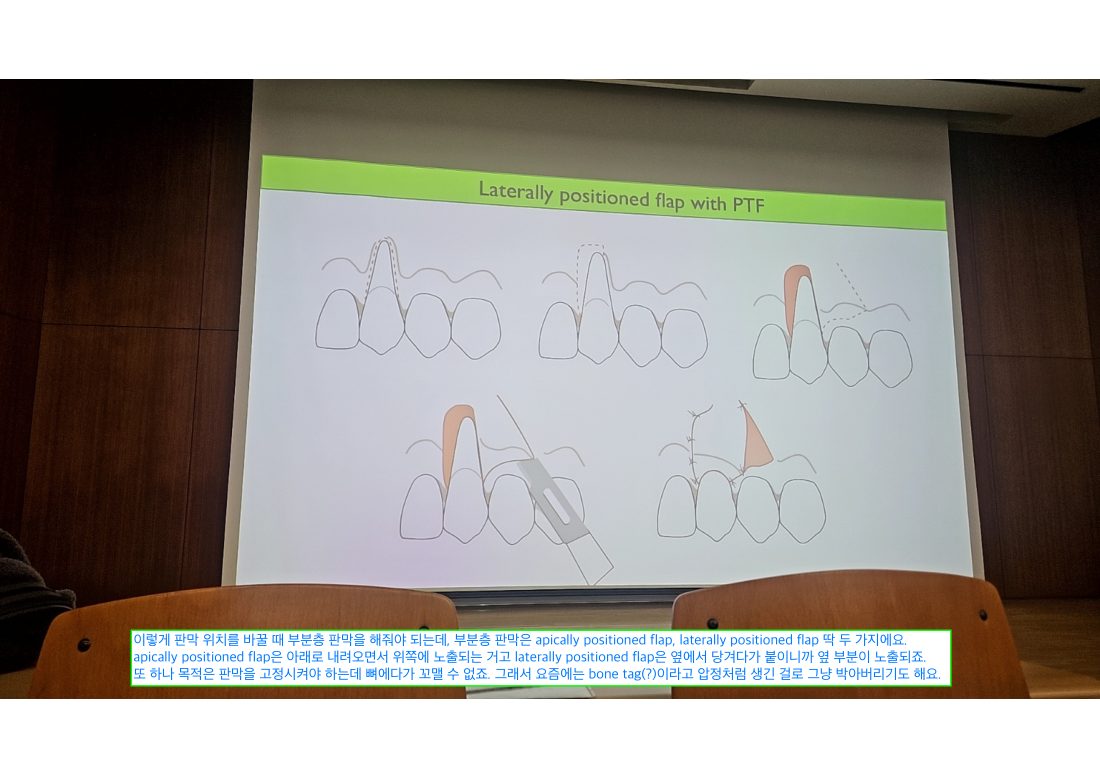 Laterally positioned flap with PTF
이렇게 판막 위치를 바꿀 때 부분층 판막을 해줘야 되는데, 부분층 판막은 apically positioned flap, laterally positioned flap 딱 두 가지에요.
apically positioned flap은 아래로 내려오면서 위쪽에 노출되는 거고 laterally positioned flap은 옆에서 당겨다가 붙이니까 옆 부분이 노출되죠.
또 하나 목적은 판막을 고정시켜야 하는데 뼈에다가 꼬맬 수 없죠. 그래서 요즘에는 bone tag(?)이라고 압정처럼 생긴 걸로 그냥 박아버리기도 해요.